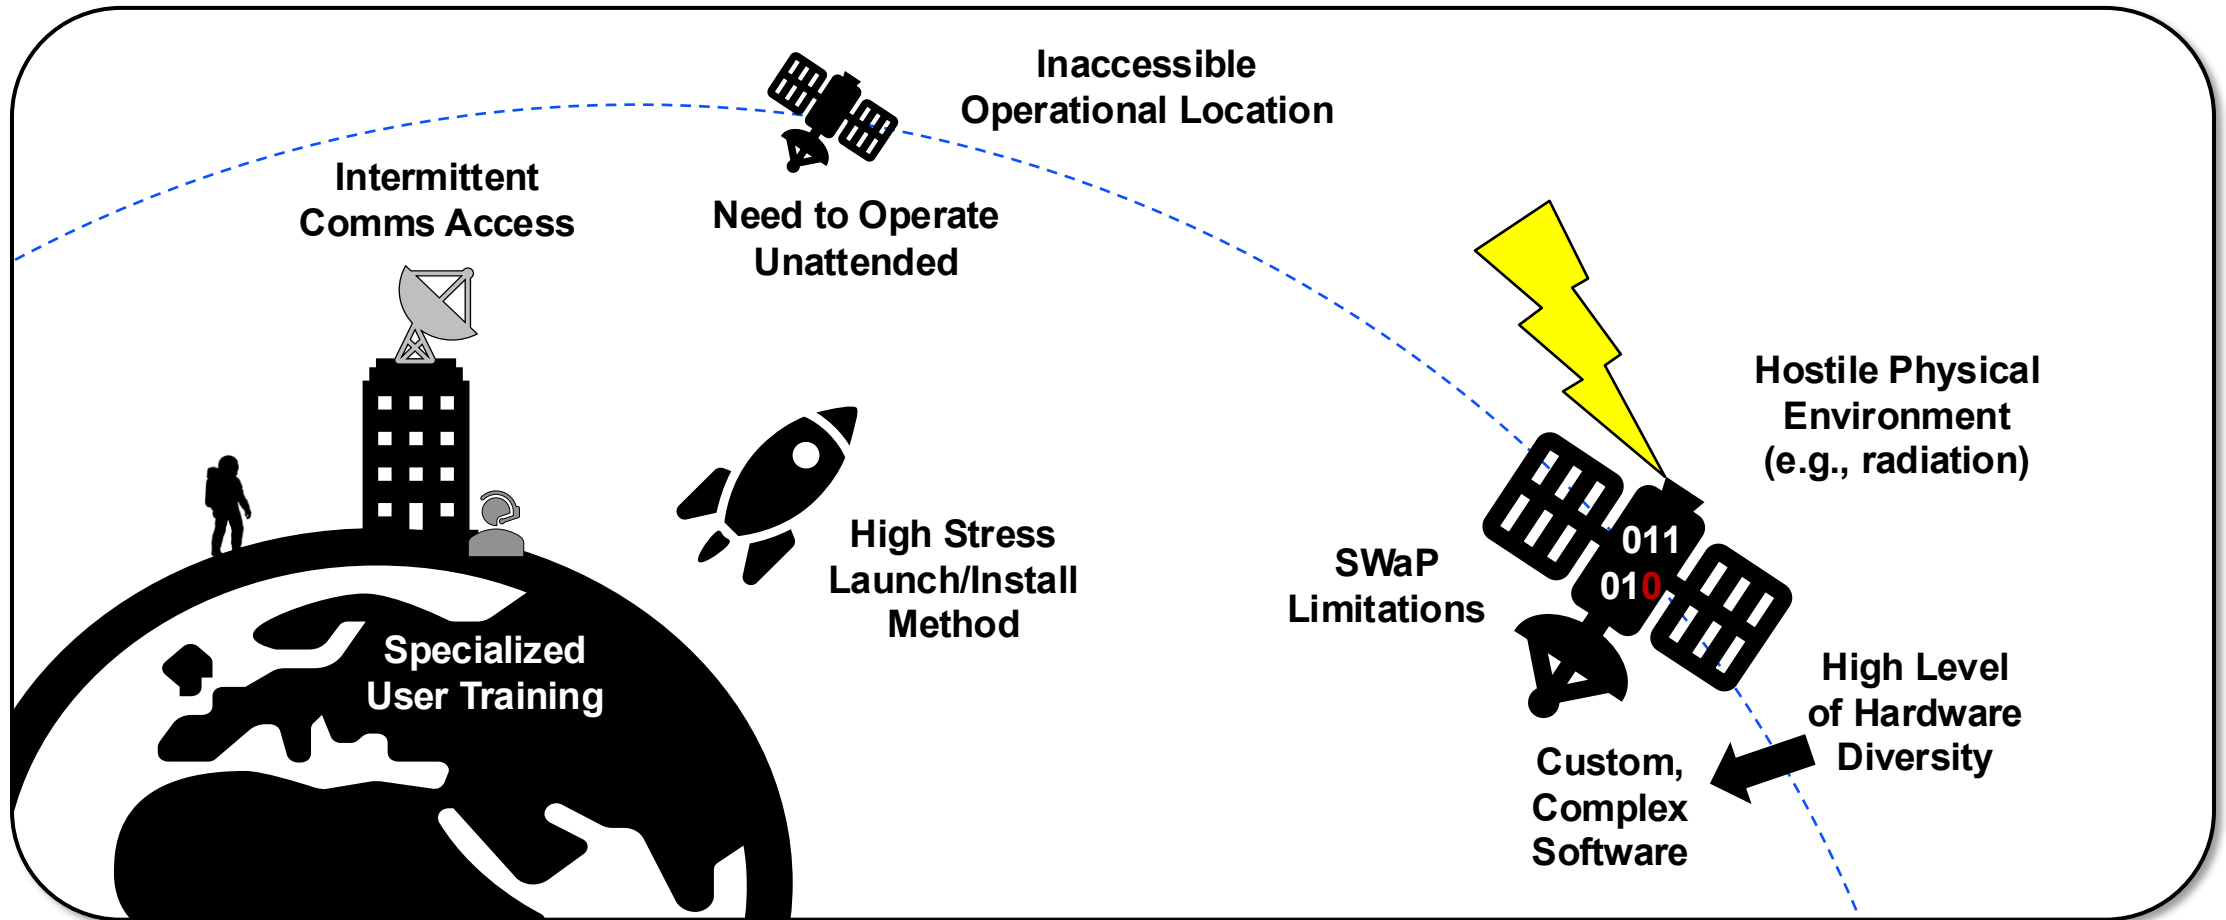 Inaccessible
Operational Location
Intermittent
Comms Access
Need to Operate
Unattended
Hostile Physical
Environment
(e.g., radiation)
High Stress
Launch/Install
Method
SWaP
Limitations
011
010
Specialized
User Training
High Level
of Hardware
Diversity
Custom,
Complex
Software